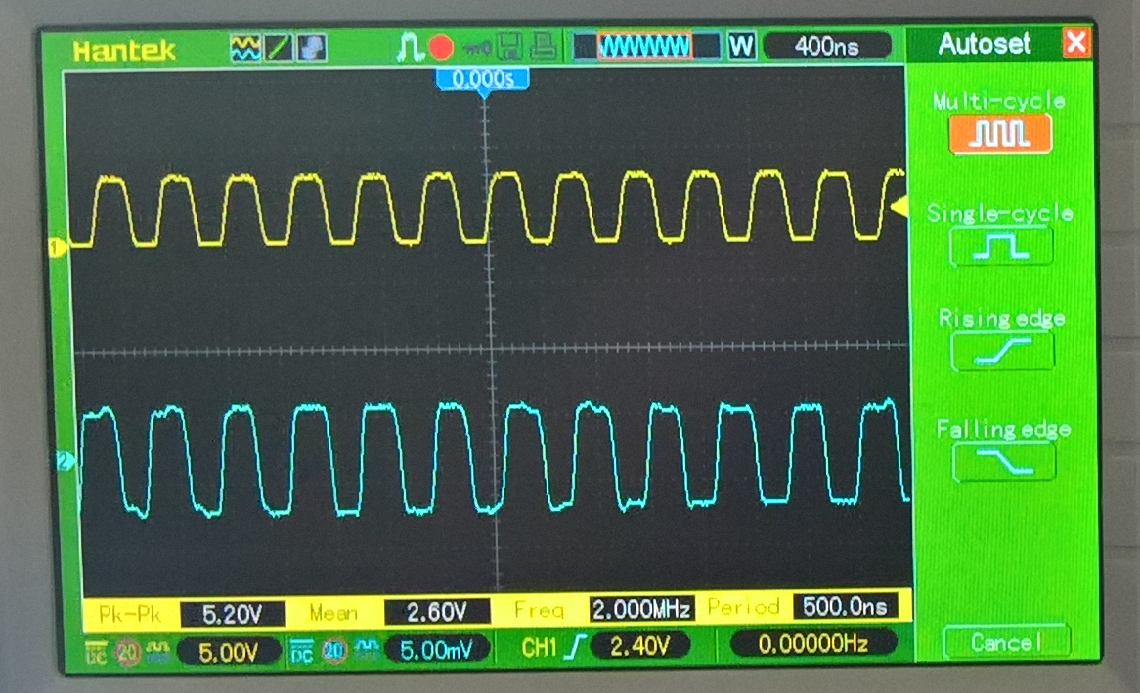 Hantek W 400ns Autoset X
0.000s
Multi-cycle
Single-cycle
1
Rising edge
Falling edge
2
Pk-Pk 5.20V Mean 2.60V Freq 2.000MHz Period 500.0ns
DC 20 5.00V DC 20 5.00mV CH1 2.40V 0.00000Hz Cancel